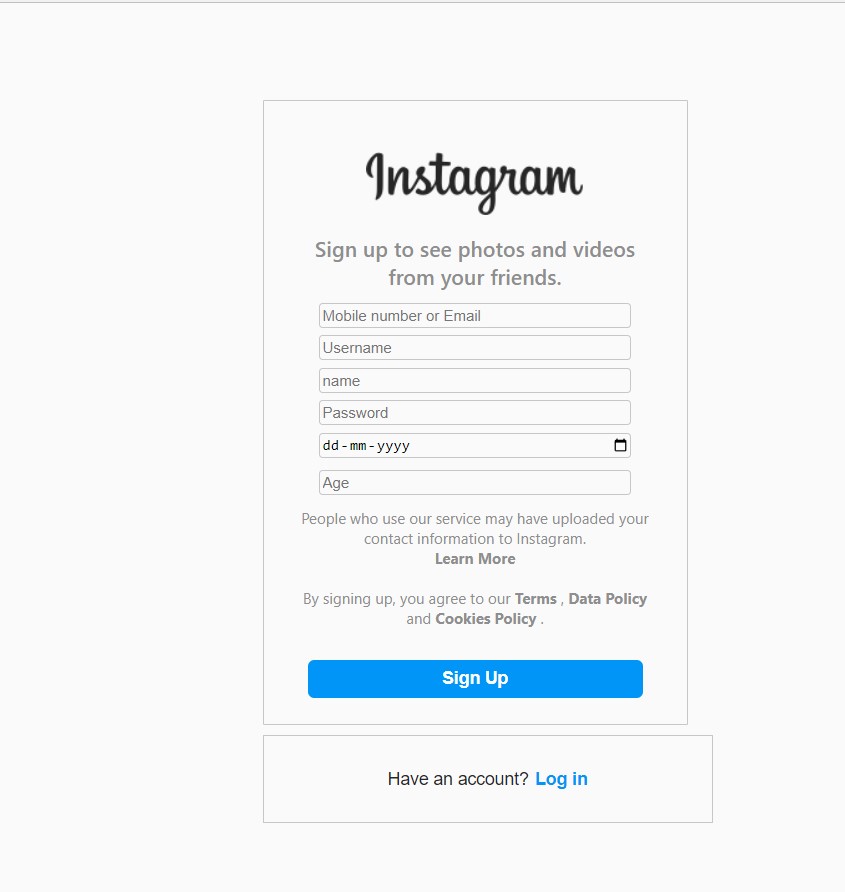 Instagram
Sign up to see photos and videos
from your friends.
Mobile number or Email
Username
name
Password
dd-mm-yyyy
Age
People who use our service may have uploaded your
contact information to Instagram.
Learn More
By signing up, you agree to our Terms , Data Policy
and Cookies Policy .
Sign Up
Have an account? Log in